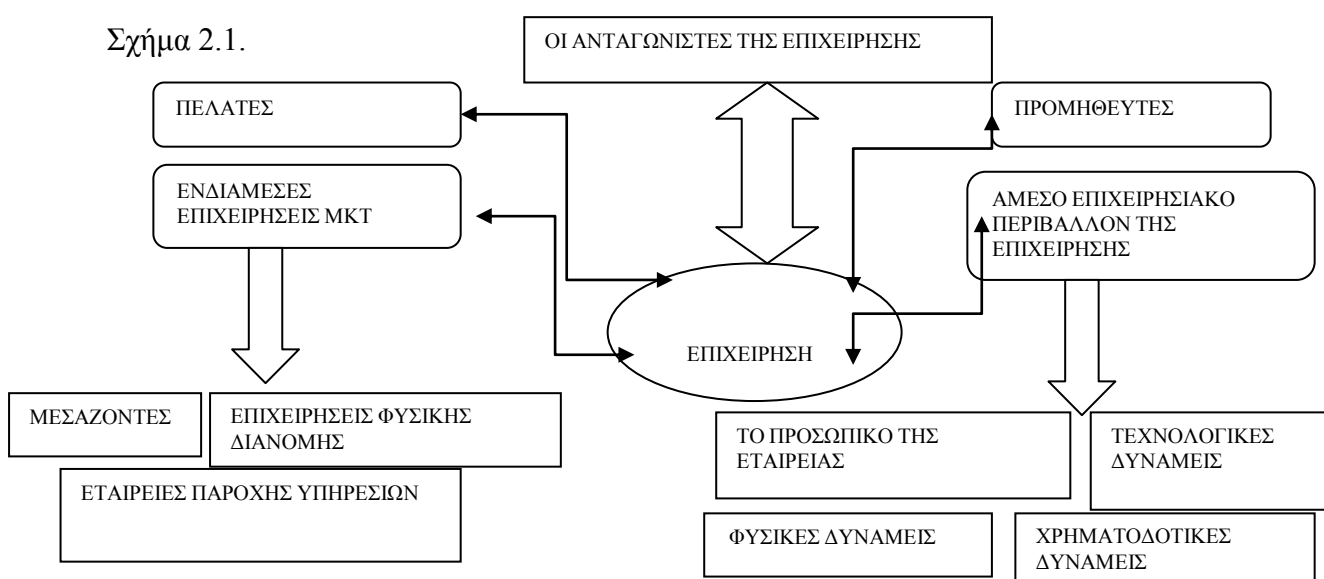 Σχήμα 2.1.
ΟΙ ΑΝΤΑΓΩΝΙΣΤΕΣ ΤΗΣ ΕΠΙΧΕΙΡΗΣΗΣ
ΠΕΛΑΤΕΣ
ΠΡΟΜΗΘΕΥΤΕΣ
ΕΝΔΙΑΜΕΣΕΣ
ΕΠΙΧΕΙΡΗΣΕΙΣ ΜΚΤ
ΑΜΕΣΟ ΕΠΙΧΕΙΡΗΣΙΑΚΟ
ΠΕΡΙΒΑΛΛΟΝ ΤΗΣ
ΕΠΙΧΕΙΡΗΣΗΣ
ΕΠΙΧΕΙΡΗΣΗ
ΜΕΣΑΖΟΝΤΕΣ
ΕΠΙΧΕΙΡΗΣΕΙΣ ΦΥΣΙΚΗΣ
ΔΙΑΝΟΜΗΣ
ΕΤΑΙΡΕΙΕΣ ΠΑΡΟΧΗΣ ΥΠΗΡΕΣΙΩΝ
ΤΟ ΠΡΟΣΩΠΙΚΟ ΤΗΣ
ΕΤΑΙΡΕΙΑΣ
ΤΕΧΝΟΛΟΓΙΚΕΣ
ΔΥΝΑΜΕΙΣ
ΦΥΣΙΚΕΣ ΔΥΝΑΜΕΙΣ
ΧΡΗΜΑΤΟΔΟΤΙΚΕΣ
ΔΥΝΑΜΕΙΣ